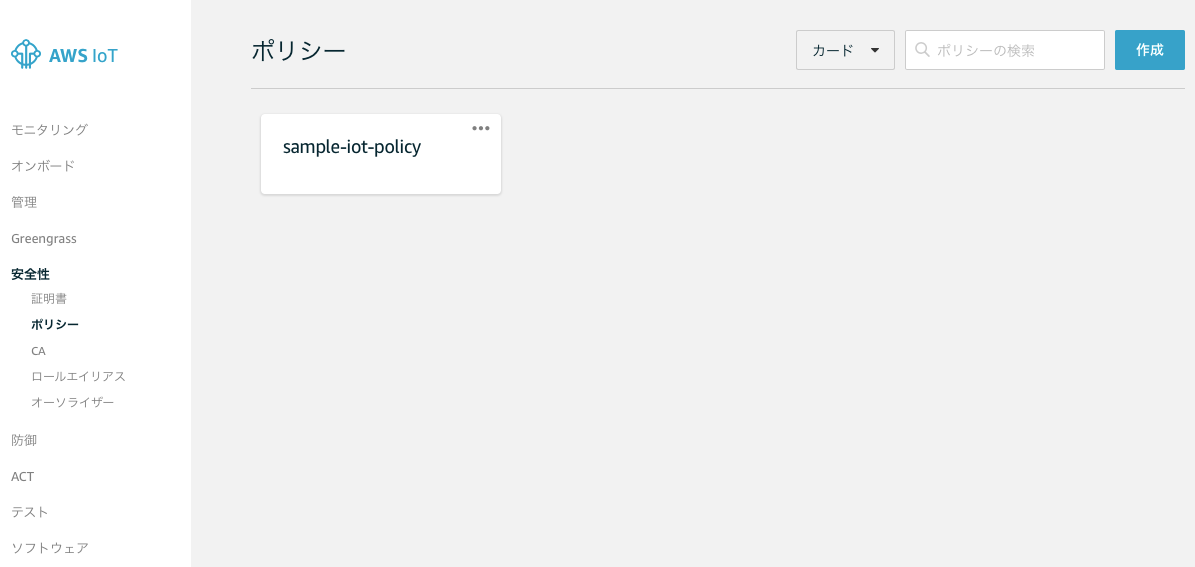 AWS IoT
モニタリング
オンボード
管理
Greengrass
安全性
証明書
ポリシー
CA
ロールエイリアス
オーソライザー
防御
ACT
テスト
ソフトウェア
ポリシー
カード
ポリシーの検索
作成
sample-iot-policy